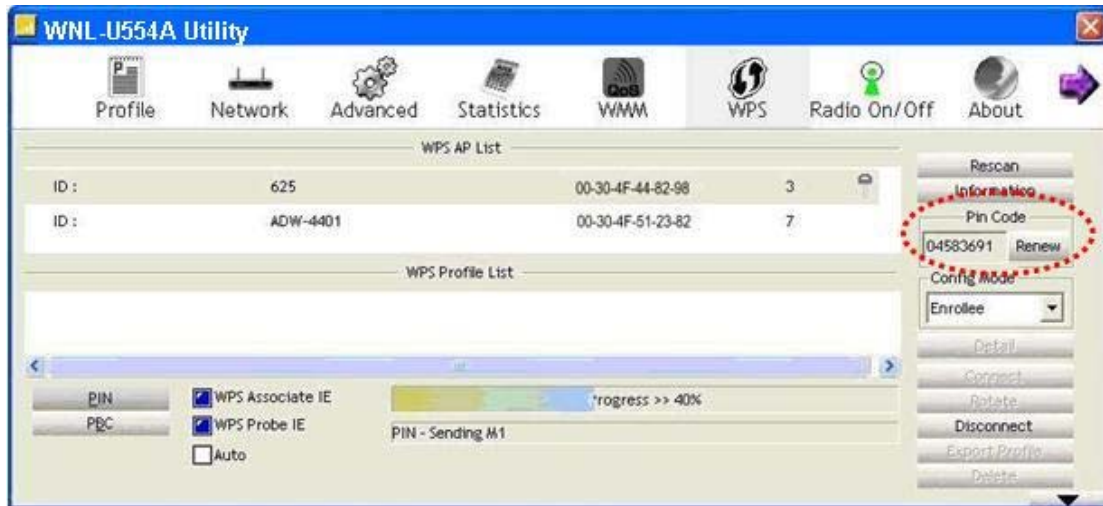 WNL-U554A Utility
Profile Network Advanced Statistics WMM WPS Radio On/Off About
P
QoS
WPS AP List
Rescan
ID : 625 00-30-4F-44-82-98 3
Information
ID : ADW-4401 00-30-4F-51-23-82 7
Pin Code
04583691 Renew
WPS Profile List
Config Mode
Enrollee
Detail
Connect
PIN WPS Associate IE rogress >> 40%
Rotate
PBC WPS Probe IE PIN - Sending M1
Disconnect
Auto
Export Profile
Delete